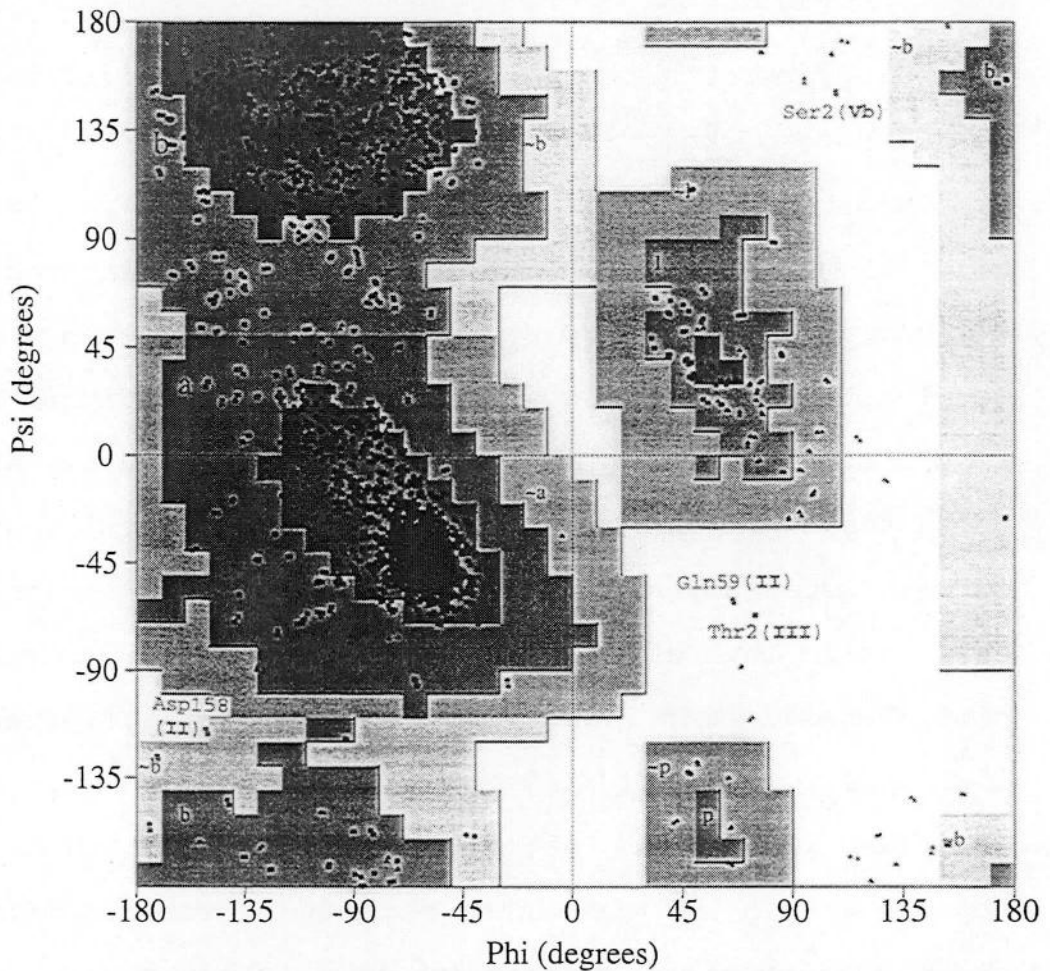 180
135
90
45
0
-45
-90
-135
Psi (degrees)
-180 -135 -90 -45 0 45 90 135 180
Phi (degrees)
~b
b
Ser2(Vb)
b
~b
~l
l
a
~a
Gln59(II)
Thr2(III)
Asp158
(II)
~b
~p
b
p
~b